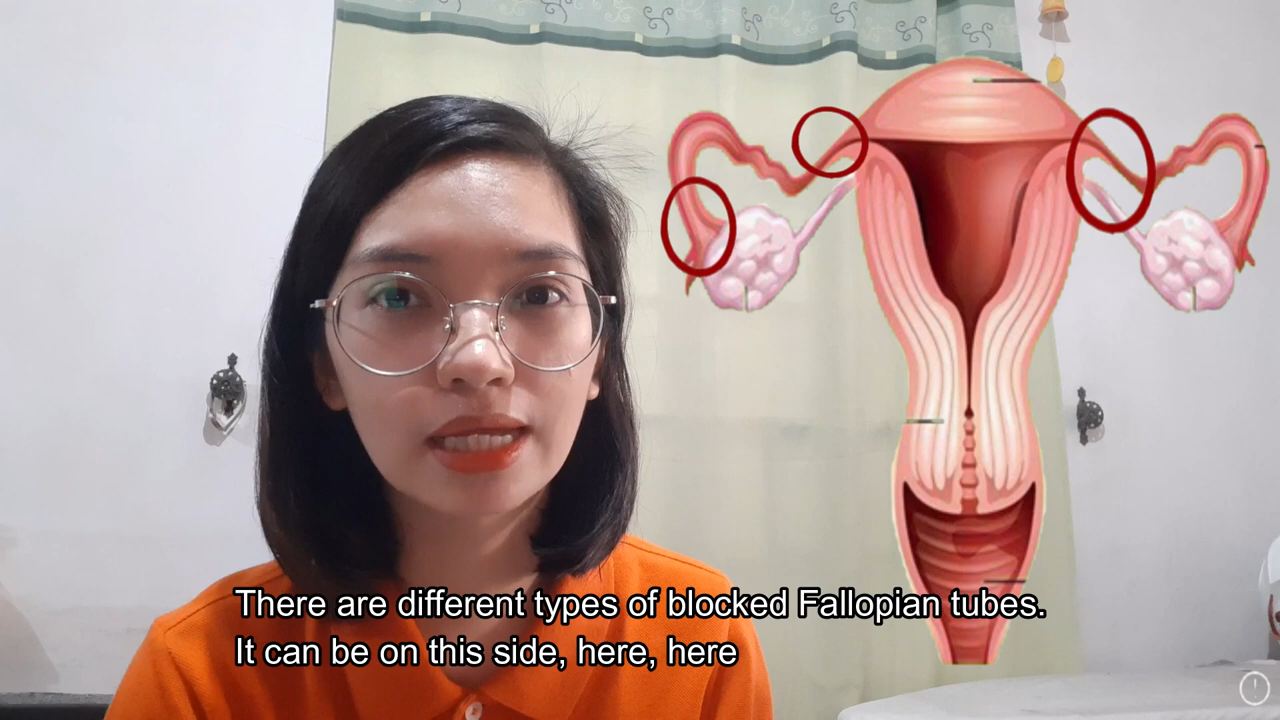 There are different types of blocked Fallopian tubes.
It can be on this side, here, here